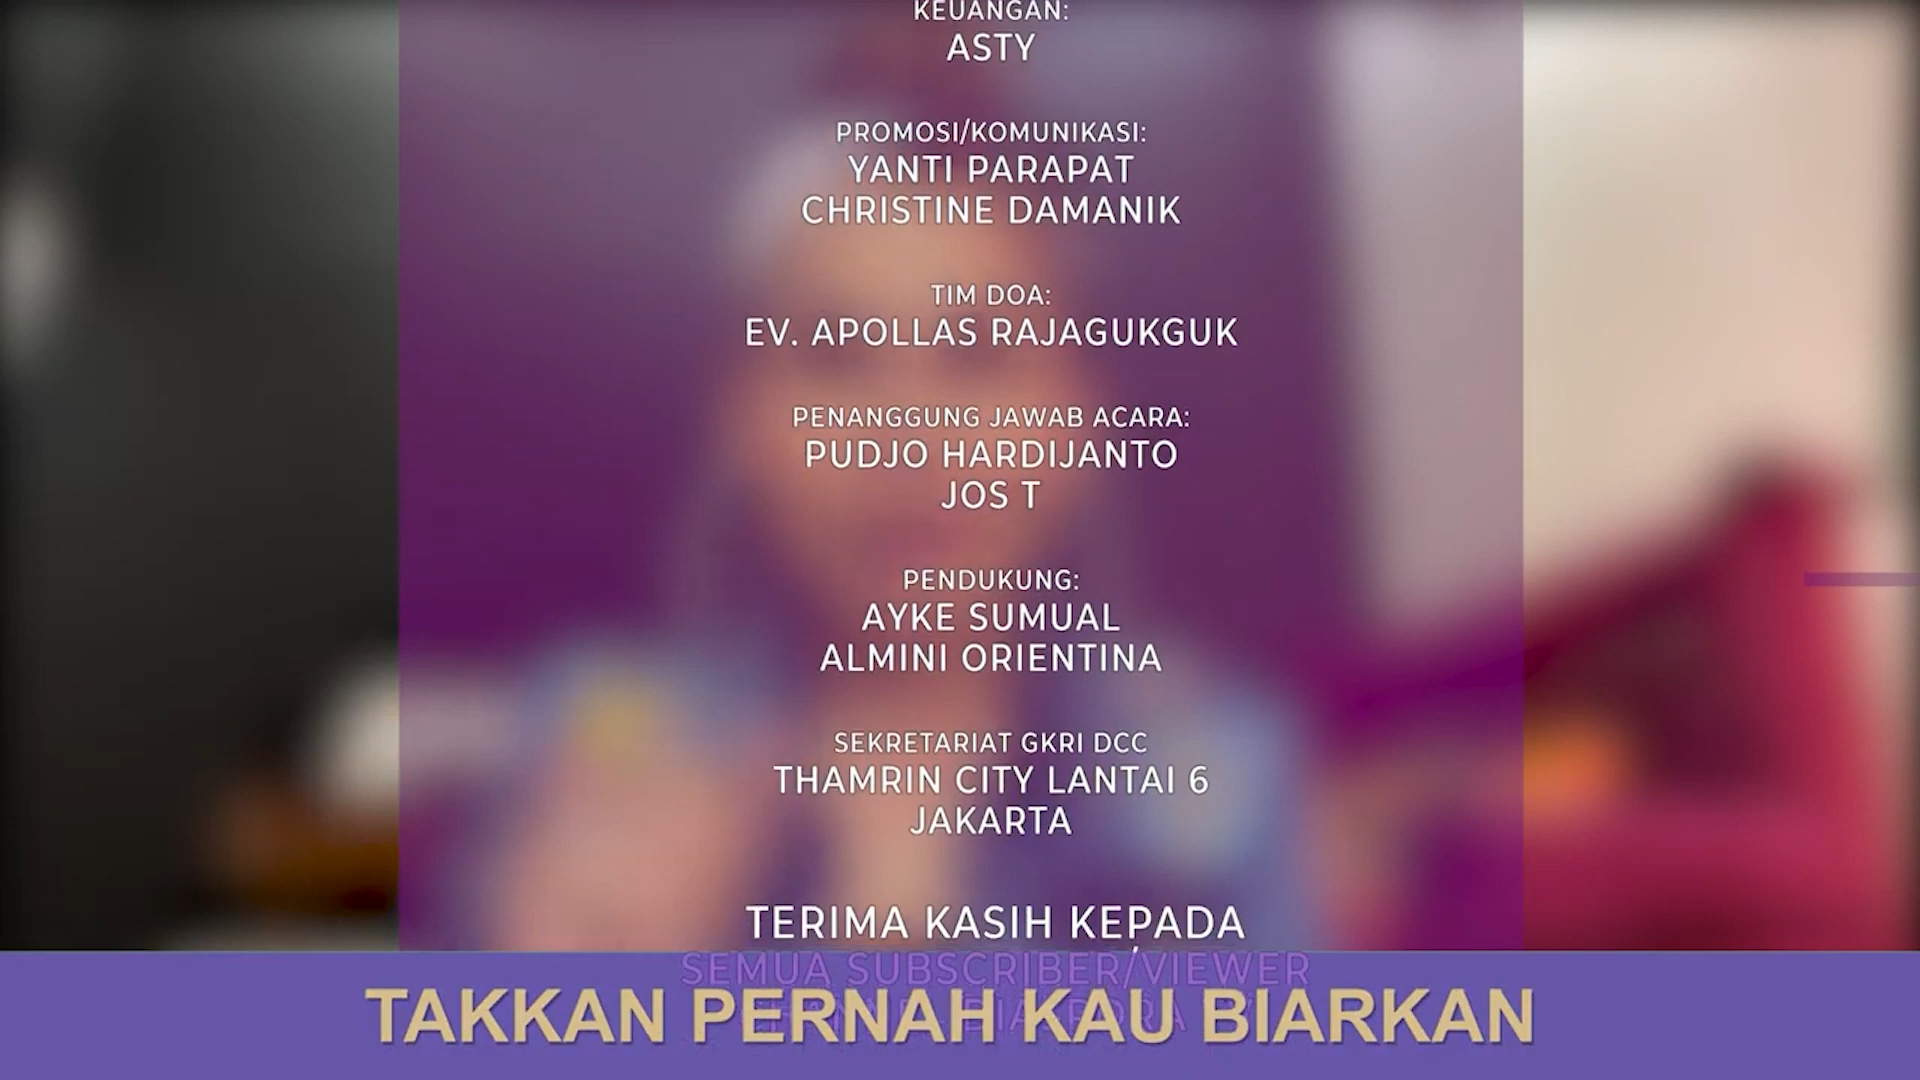 KEUANGAN:
ASTY
PROMOSI/KOMUNIKASI:
YANTI PARAPAT
CHRISTINE DAMANIK
TIM DOA:
EV. APOLLAS RAJAGUKGUK
PENANGGUNG JAWAB ACARA:
PUDJO HARDIJANTO
JOS T
PENDUKUNG:
AYKE SUMUAL
ALMINI ORIENTINA
SEKRETARIAT GKRI DCC
THAMRIN CITY LANTAI 6
JAKARTA
TERIMA KASIH KEPADA
SEMUA SUBSCRIBER/VIEWER
TAKKAN PERNAH KAU BIARKAN